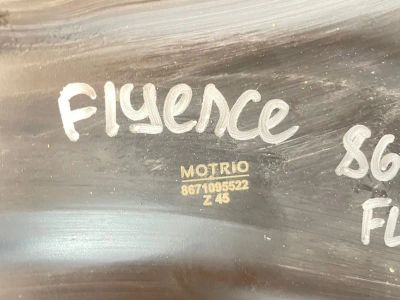 Flyence
MOTRIO
8671095522
Z 45
86
FL